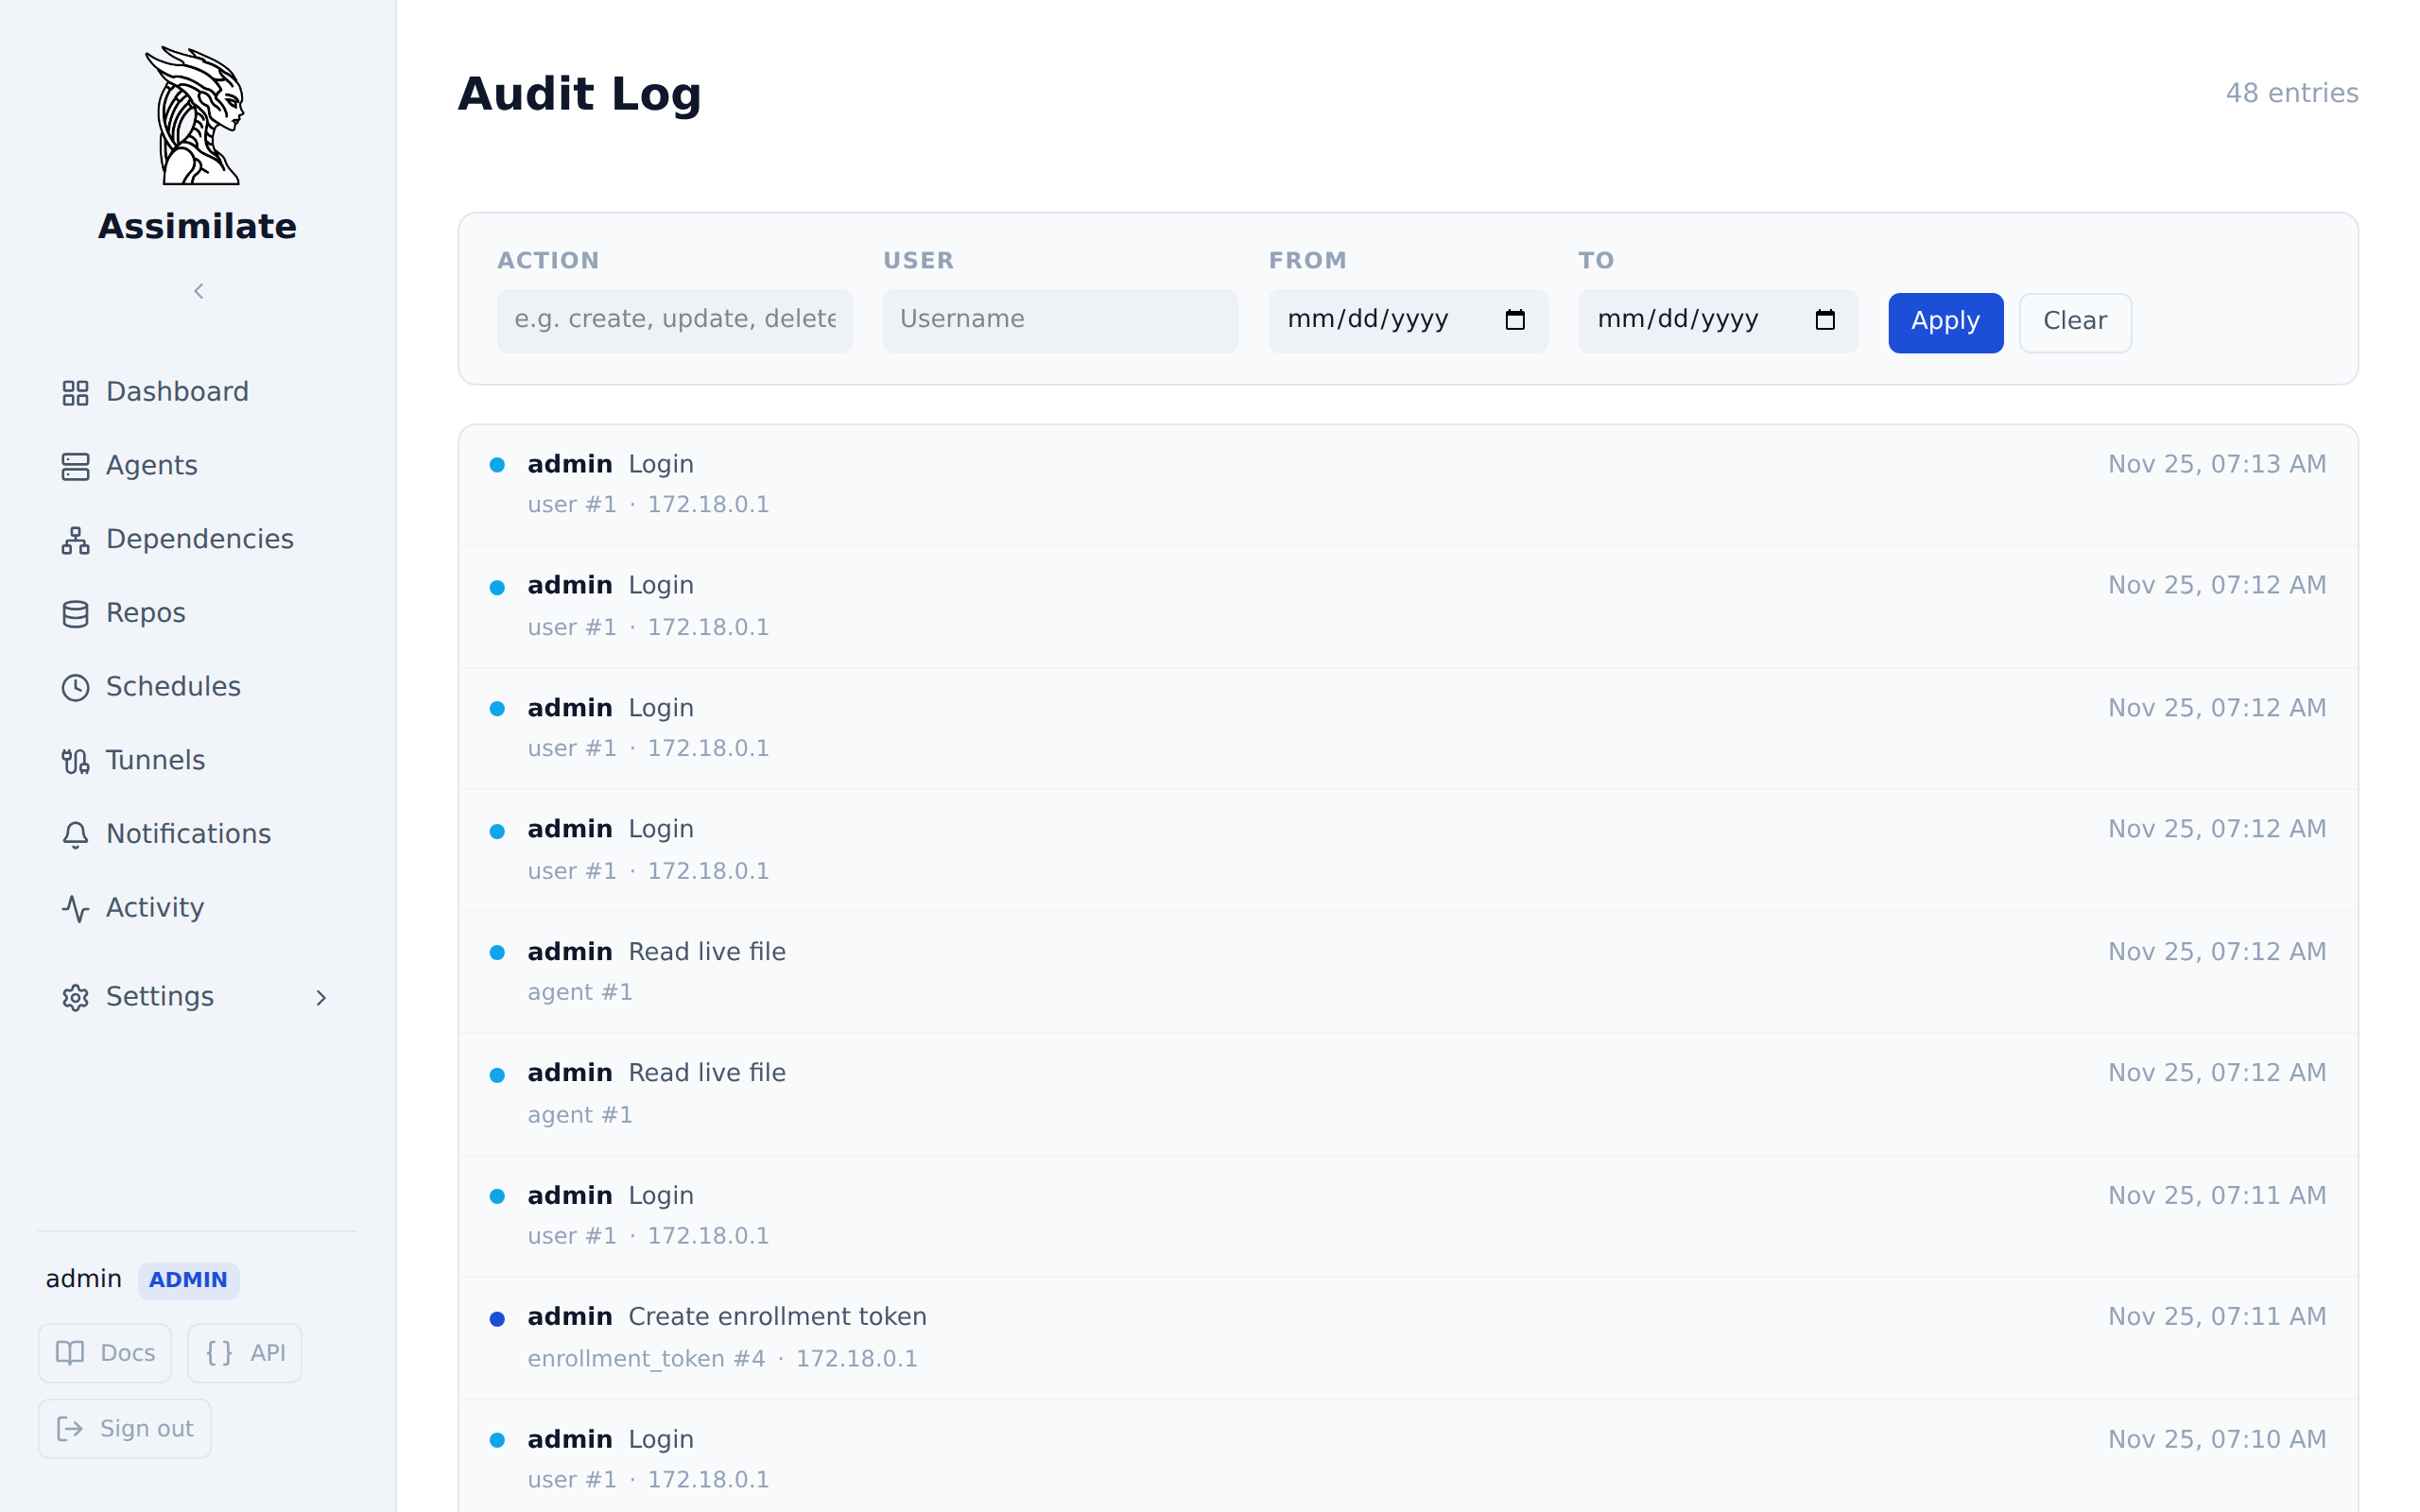 Assimilate
Dashboard
Agents
Dependencies
Repos
Schedules
Tunnels
Notifications
Activity
Settings
admin ADMIN
Docs API
Sign out
Audit Log 48 entries
ACTION USER FROM TO
e.g. create, update, delete Username mm/dd/yyyy mm/dd/yyyy Apply Clear
admin Login Nov 25, 07:13 AM
user #1 · 172.18.0.1
admin Login Nov 25, 07:12 AM
user #1 · 172.18.0.1
admin Login Nov 25, 07:12 AM
user #1 · 172.18.0.1
admin Login Nov 25, 07:12 AM
user #1 · 172.18.0.1
admin Read live file Nov 25, 07:12 AM
agent #1
admin Read live file Nov 25, 07:12 AM
agent #1
admin Login Nov 25, 07:11 AM
user #1 · 172.18.0.1
admin Create enrollment token Nov 25, 07:11 AM
enrollment_token #4 · 172.18.0.1
admin Login Nov 25, 07:10 AM
user #1 · 172.18.0.1